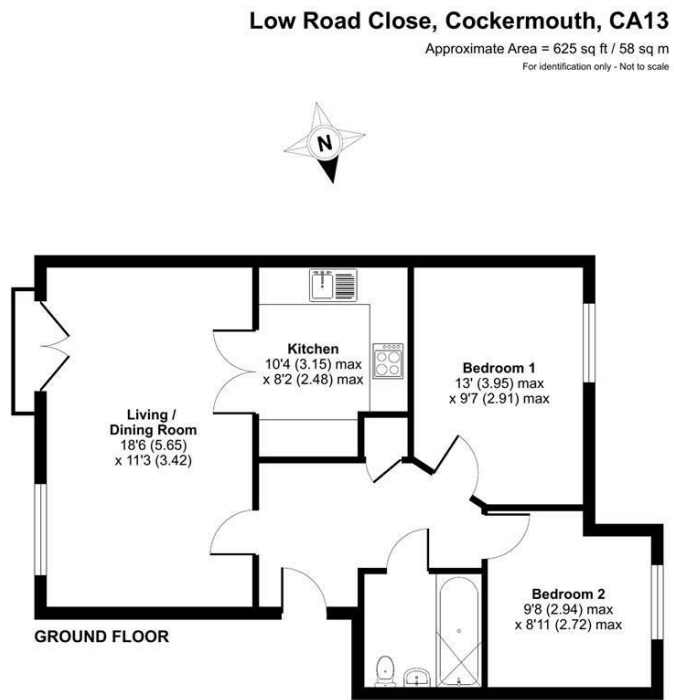 Low Road Close, Cockermouth, CA13
Approximate Area = 625 sq ft / 58 sq m
For identification only - Not to scale
N
Kitchen
10'4 (3.15) max
x 8'2 (2.48) max
Bedroom 1
13' (3.95) max
x 9'7 (2.91) max
Living /
Dining Room
18'6 (5.65)
x 11'3 (3.42)
Bedroom 2
9'8 (2.94) max
x 8'11 (2.72) max
GROUND FLOOR